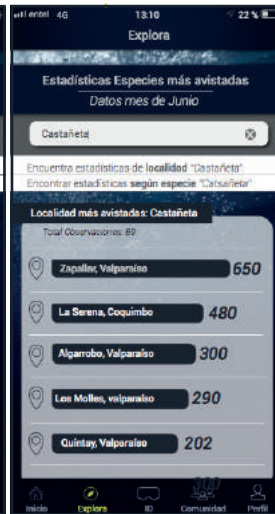 entel 4G 13:10 22 %
Explora
Estadísticas Especies más avistadas
Datos mes de Junio
Castañeta
Encuentra estadísticas de localidad "Castañeta"
Encontrar estadísticas según especie "Catsañeta"
Localidad más avistadas: Castañeta
Total Observaciones: 89
Zapallar, Valparaíso 650
La Serena, Coquimbo 480
Algarrobo, Valparaíso 300
Los Molles, valparaíso 290
Quintay, Valparaíso 202
Inicio Explora ID Comunidad Perfil